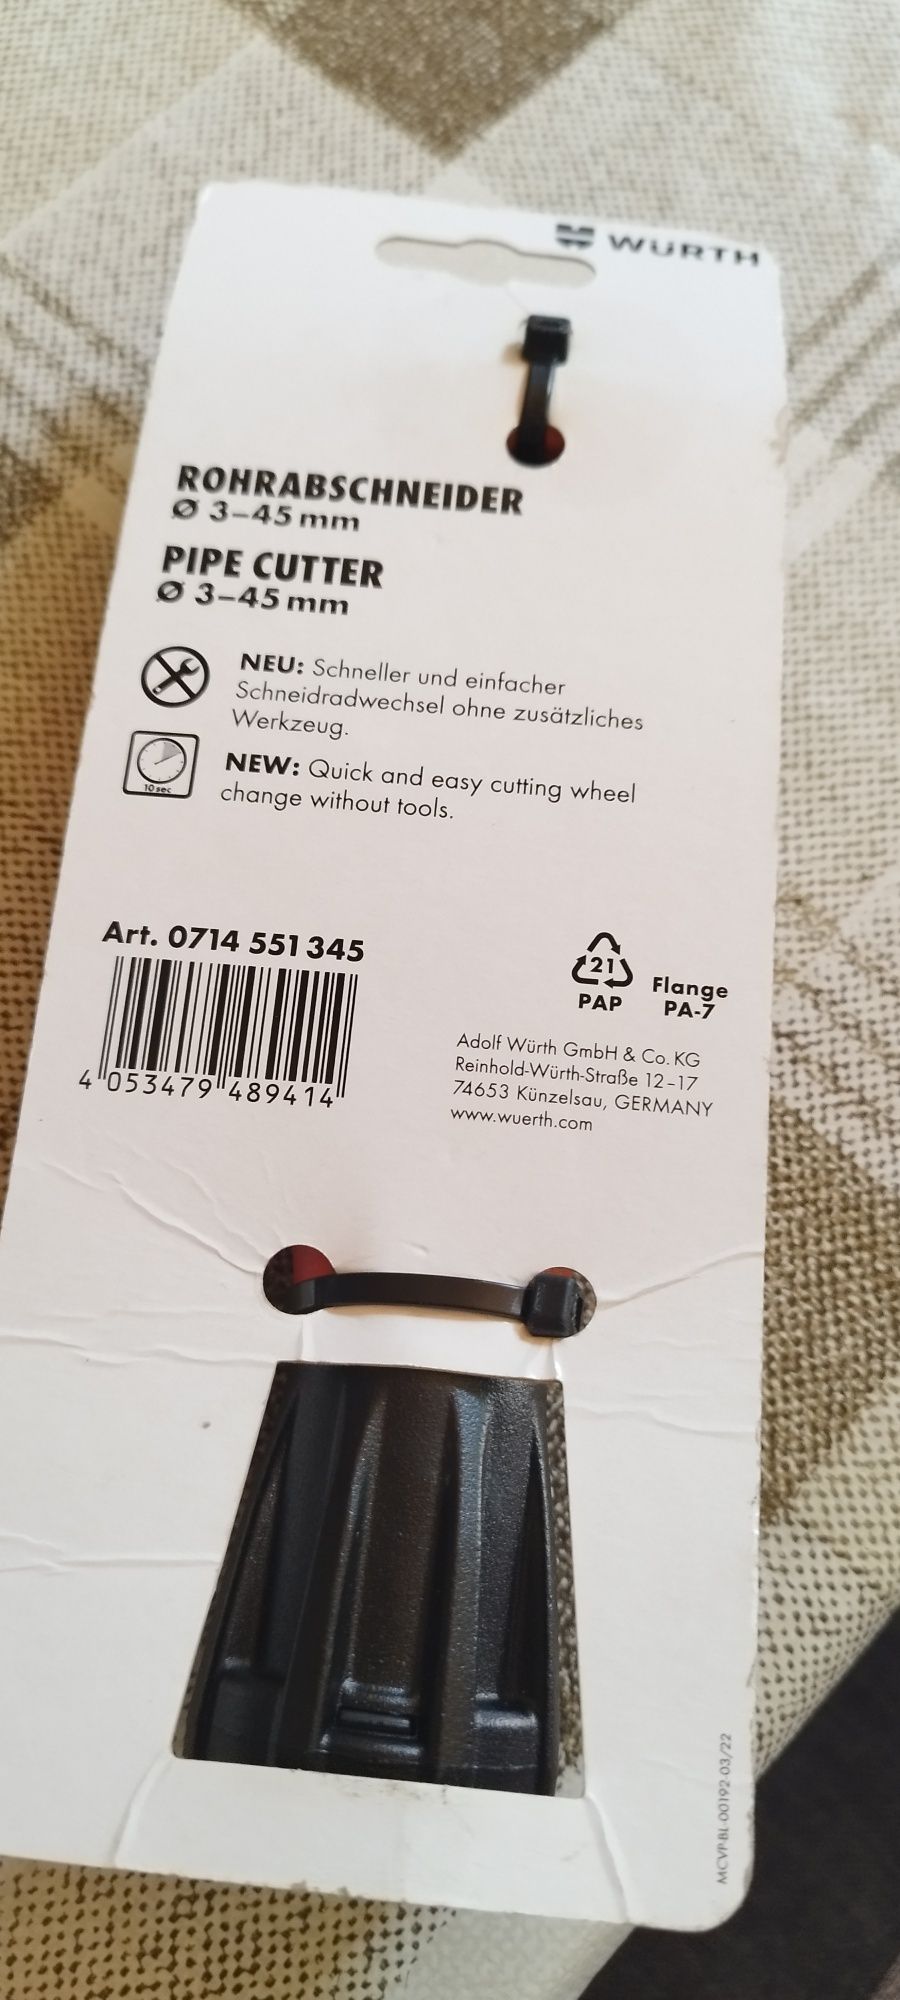 WÜRTH
ROHRABSCHNEIDER
Ø 3–45 mm
PIPE CUTTER
Ø 3–45 mm
NEU: Schneller und einfacher
Schneidradwechsel ohne zusätzliches
Werkzeug.
10 sec
NEW: Quick and easy cutting wheel
change without tools.
Art. 0714 551 345
4 053479 489414
21
PAP
Flange
PA-7
Adolf Würth GmbH & Co. KG
Reinhold-Würth-Straße 12–17
74653 Künzelsau, GERMANY
www.wuerth.com
MCVP-BL-00192-03/22